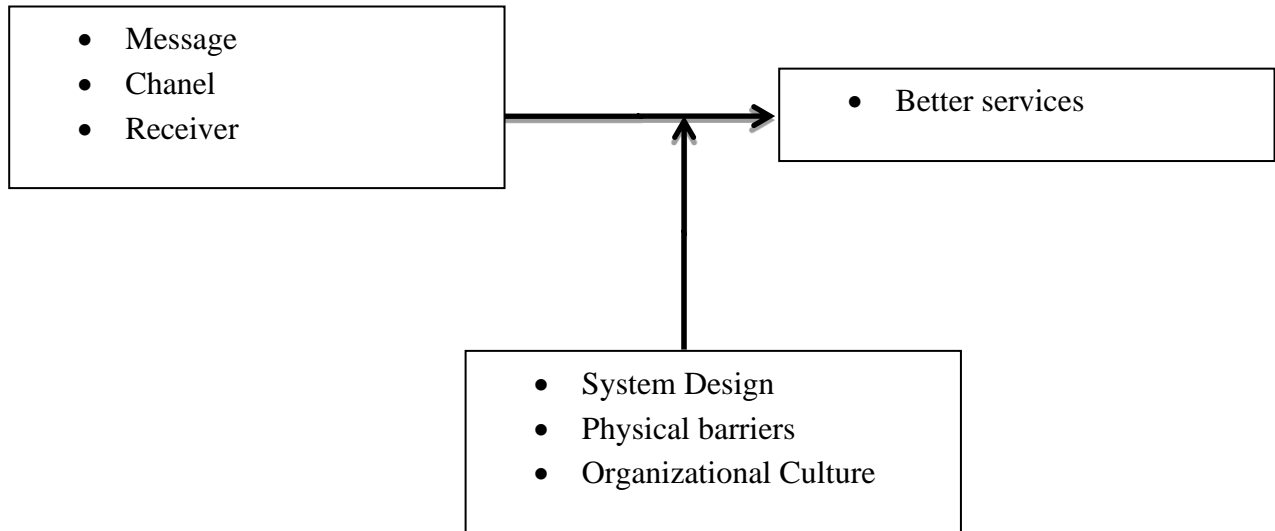 • Message
• Chanel
• Receiver
• Better services
• System Design
• Physical barriers
• Organizational Culture